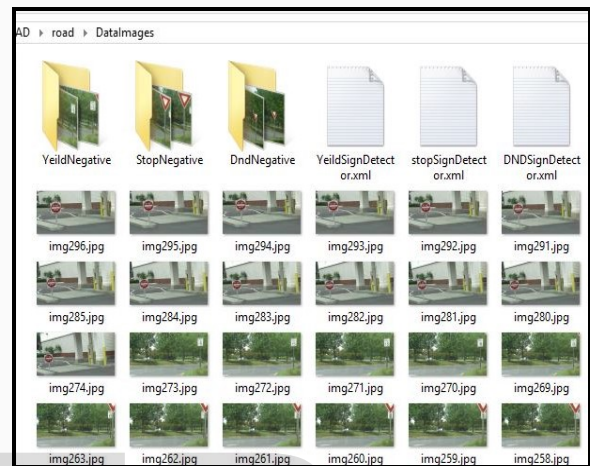 AD ▸ road ▸ DataImages
YeildNegative StopNegative DndNegative YeildSignDetect stopSignDetect DNDSignDetect
or.xml or.xml or.xml
img296.jpg img295.jpg img294.jpg img293.jpg img292.jpg img291.jpg
img285.jpg img284.jpg img283.jpg img282.jpg img281.jpg img280.jpg
img274.jpg img273.jpg img272.jpg img271.jpg img270.jpg img269.jpg
img263.jpg img262.jpg img261.jpg img260.jpg img259.jpg img258.jpg